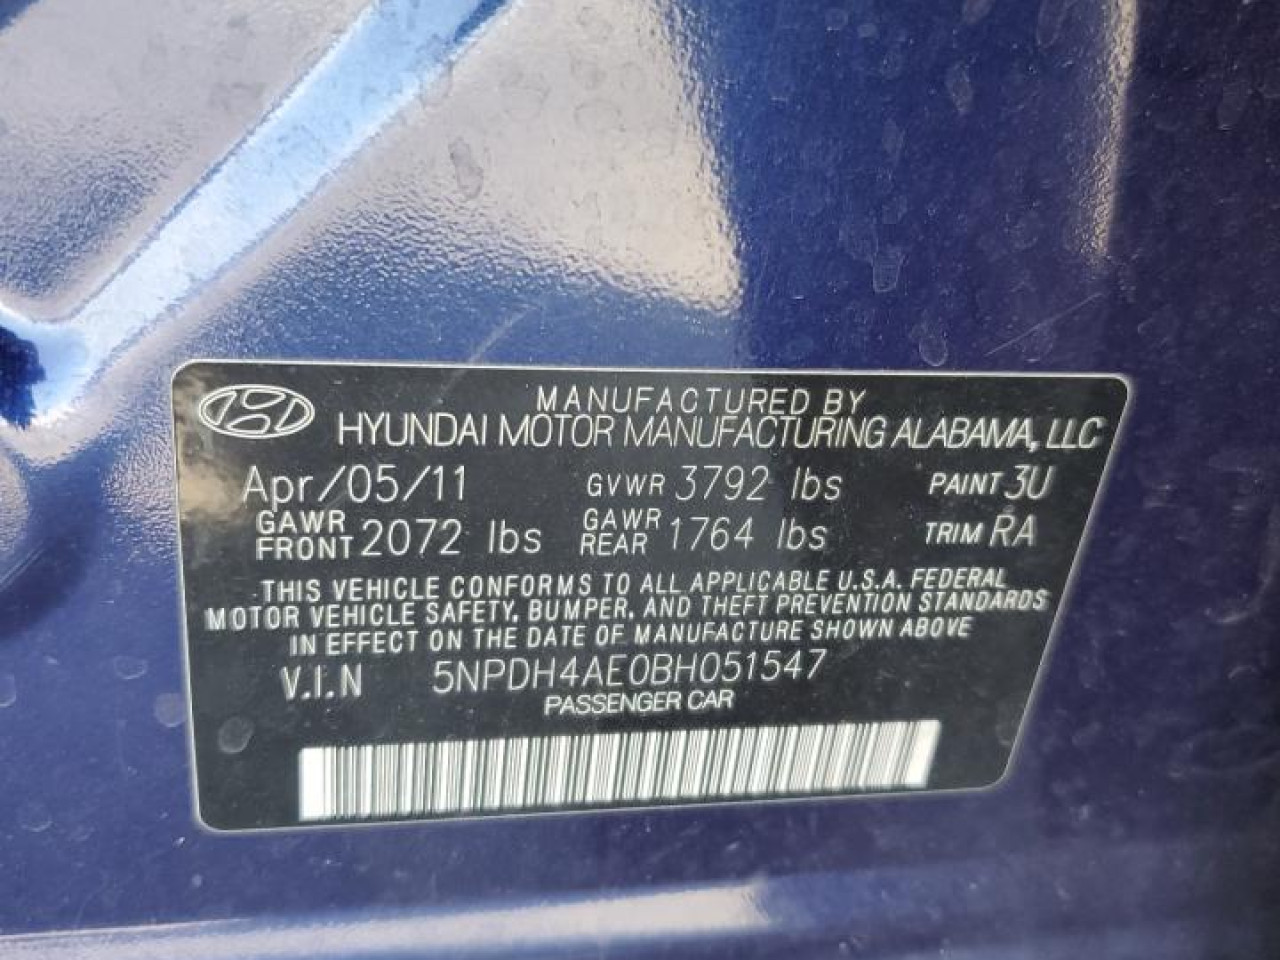 MANUFACTURED BY
HYUNDAI MOTOR MANUFACTURING ALABAMA, LLC
Apr/05/11 GVWR 3792 lbs PAINT 3U
GAWR FRONT 2072 lbs GAWR REAR 1764 lbs TRIM RA
THIS VEHICLE CONFORMS TO ALL APPLICABLE U.S.A. FEDERAL
MOTOR VEHICLE SAFETY, BUMPER, AND THEFT PREVENTION STANDARDS
IN EFFECT ON THE DATE OF MANUFACTURE SHOWN ABOVE
V.I.N 5NPDH4AE0BH051547
PASSENGER CAR